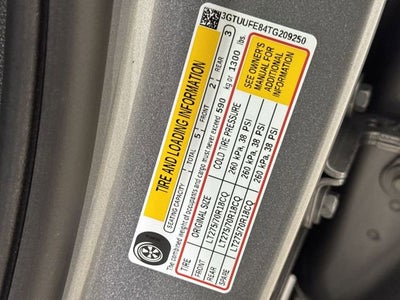 3GTUUFE84TG209250
TIRE AND LOADING INFORMATION
SEATING CAPACITY TOTAL 5 FRONT 2 REAR 3
The combined weight of occupants and cargo must never exceed 590 kg or 1300 lbs.
TIRE ORIGINAL SIZE COLD TIRE PRESSURE
FRONT LT275/70R18CQ 260 kPa, 38 PSI
REAR LT275/70R18CQ 260 kPa, 38 PSI
SPARE LT275/70R18CQ 260 kPa, 38 PSI
SEE OWNER'S
MANUAL FOR
ADDITIONAL
INFORMATION